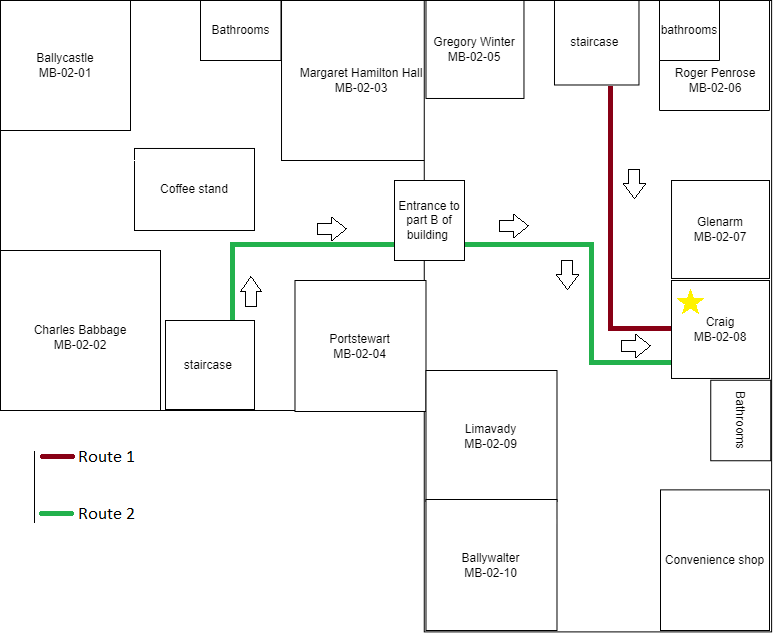 Ballycastle
MB-02-01
Bathrooms
Margaret Hamilton Hall
MB-02-03
Gregory Winter
MB-02-05
staircase
bathrooms
Roger Penrose
MB-02-06
Coffee stand
Entrance to
part B of
building
Glenarm
MB-02-07
Charles Babbage
MB-02-02
staircase
Portstewart
MB-02-04
Craig
MB-02-08
Bathrooms
Limavady
MB-02-09
Ballywalter
MB-02-10
Convenience shop
Route 1
Route 2